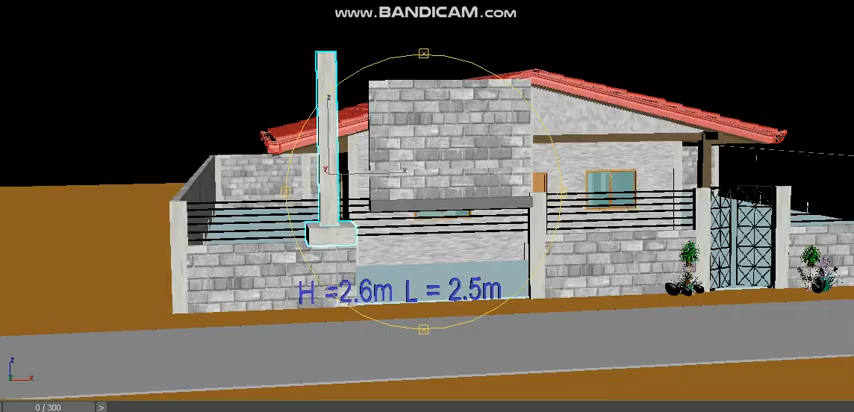 www.BANDICAM.com
z
Y
H =2.6m L = 2.5m
z
x
0 / 300
>